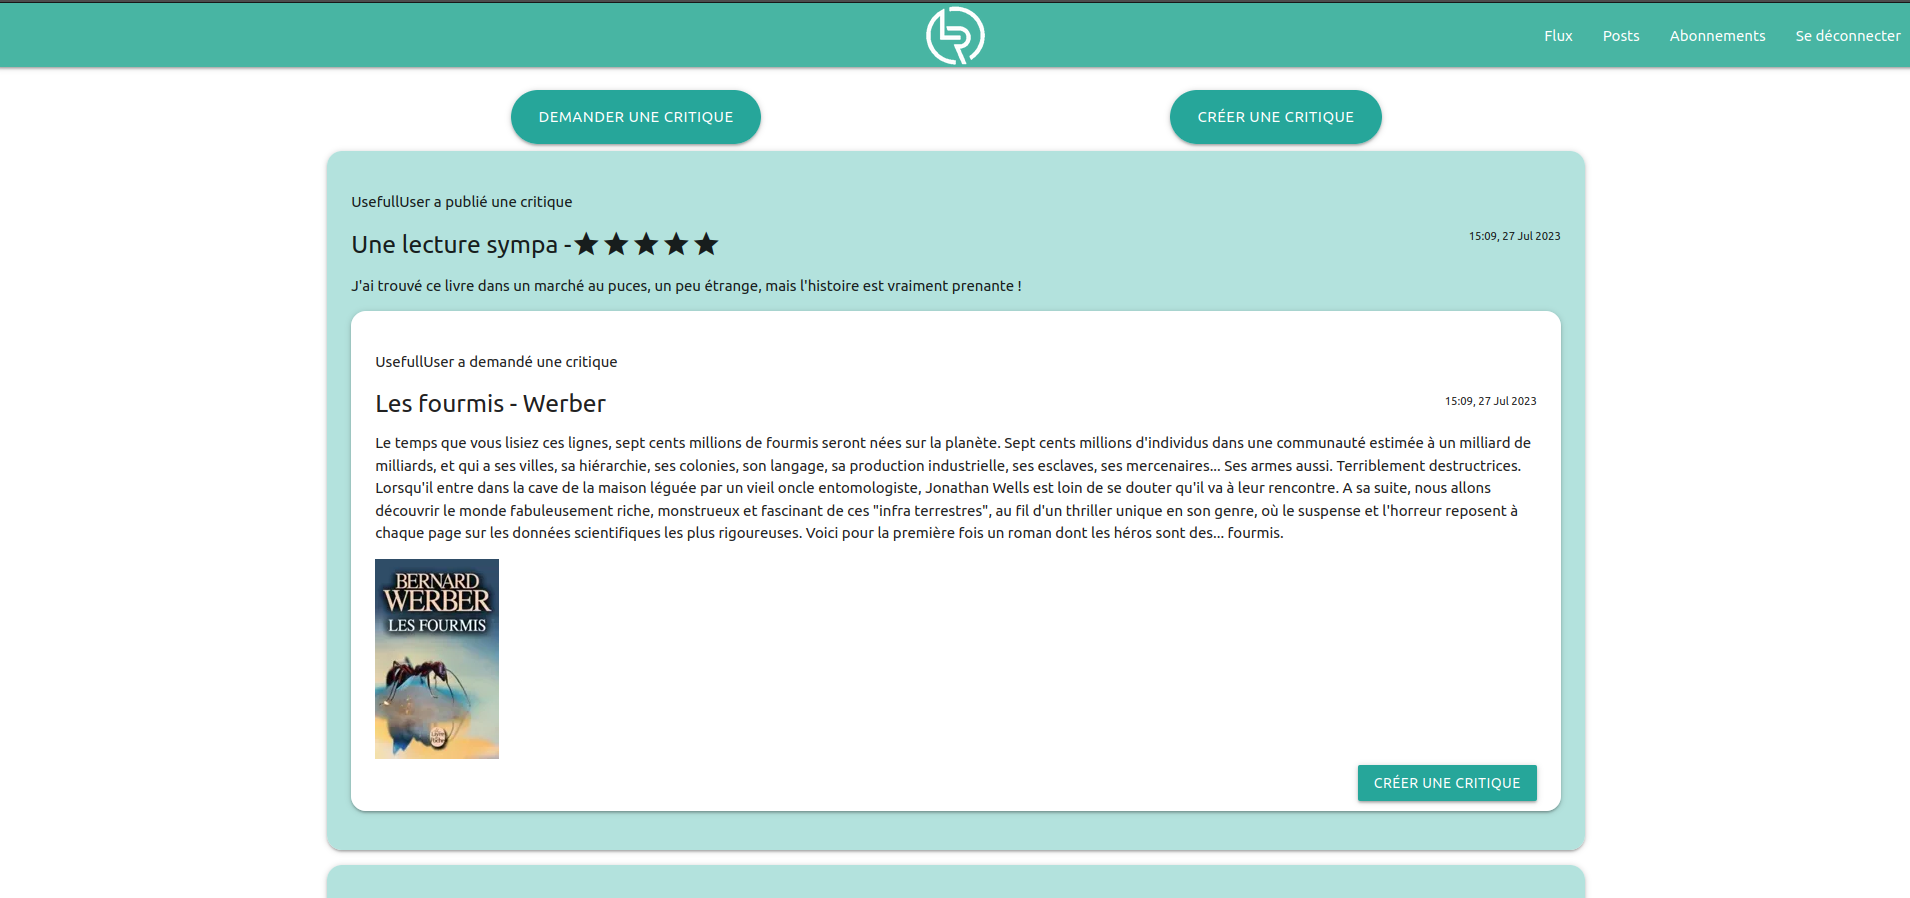 Flux
Posts
Abonnements
Se déconnecter
DEMANDER UNE CRITIQUE
CRÉER UNE CRITIQUE
UsefullUser a publié une critique
Une lecture sympa - ★★★★★
15:09, 27 Jul 2023
J'ai trouvé ce livre dans un marché au puces, un peu étrange, mais l'histoire est vraiment prenante !
UsefullUser a demandé une critique
Les fourmis - Werber
15:09, 27 Jul 2023
Le temps que vous lisiez ces lignes, sept cents millions de fourmis seront nées sur la planète. Sept cents millions d'individus dans une communauté estimée à un milliard de
milliards, et qui a ses villes, sa hiérarchie, ses colonies, son langage, sa production industrielle, ses esclaves, ses mercenaires... Ses armes aussi. Terriblement destructrices.
Lorsqu'il entre dans la cave de la maison léguée par un vieil oncle entomologiste, Jonathan Wells est loin de se douter qu'il va à leur rencontre. A sa suite, nous allons
découvrir le monde fabuleusement riche, monstrueux et fascinant de ces "infra terrestres", au fil d'un thriller unique en son genre, où le suspense et l'horreur reposent à
chaque page sur les données scientifiques les plus rigoureuses. Voici pour la première fois un roman dont les héros sont des... fourmis.
BERNARD
WERBER
LES FOURMIS
CRÉER UNE CRITIQUE